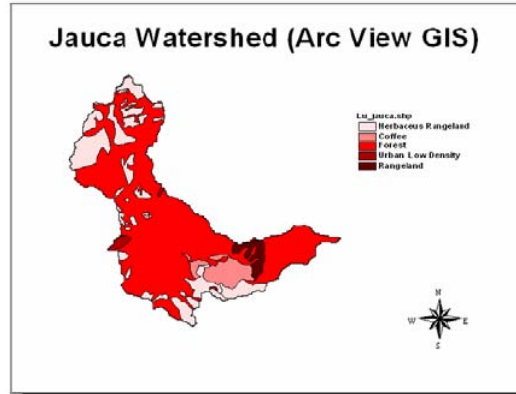 Jauca Watershed (Arc View GIS)
Lu_jauca.shp
Herbaceus Rangeland
Coffee
Forest
Urban Low Density
Rangeland
N
W E
S